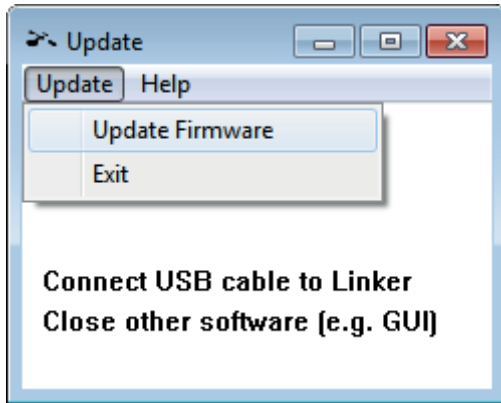 Update
Update Help
Update Firmware
Exit
Connect USB cable to Linker
Close other software (e.g. GUI)